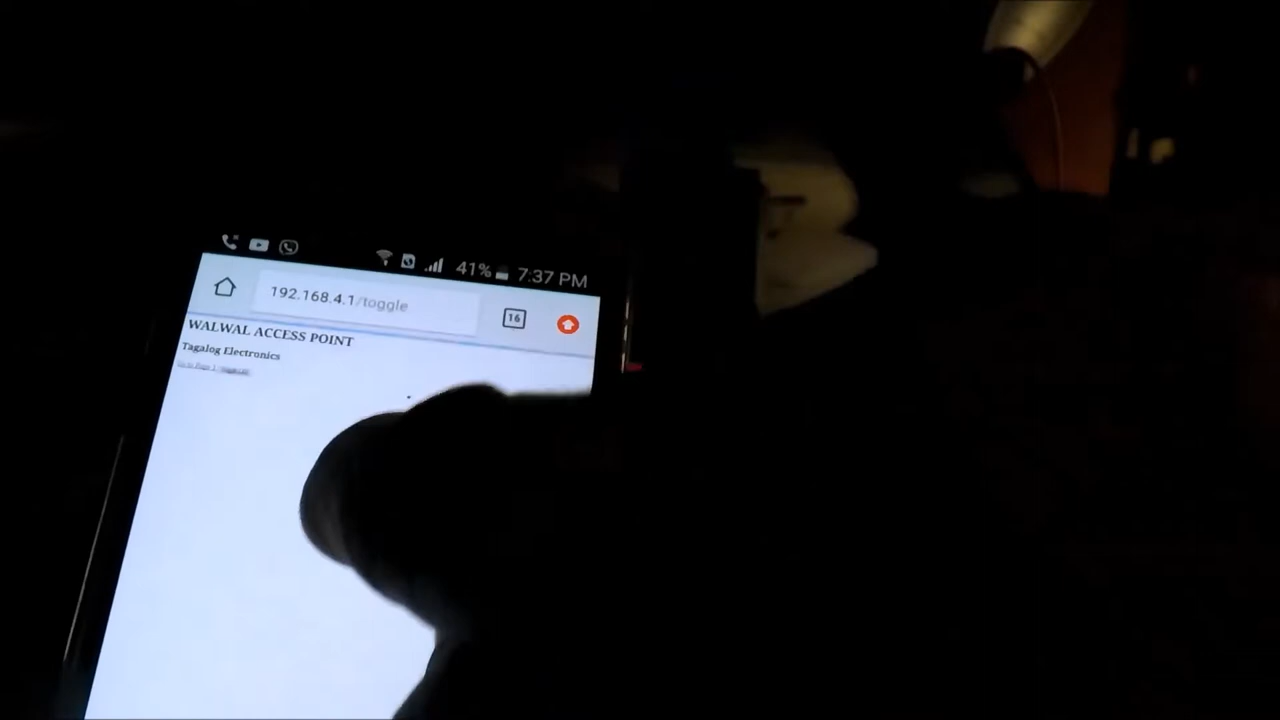 41% 7:37 PM
192.168.4.1/toggle
16
WALWAL ACCESS POINT
Tagalog Electronics